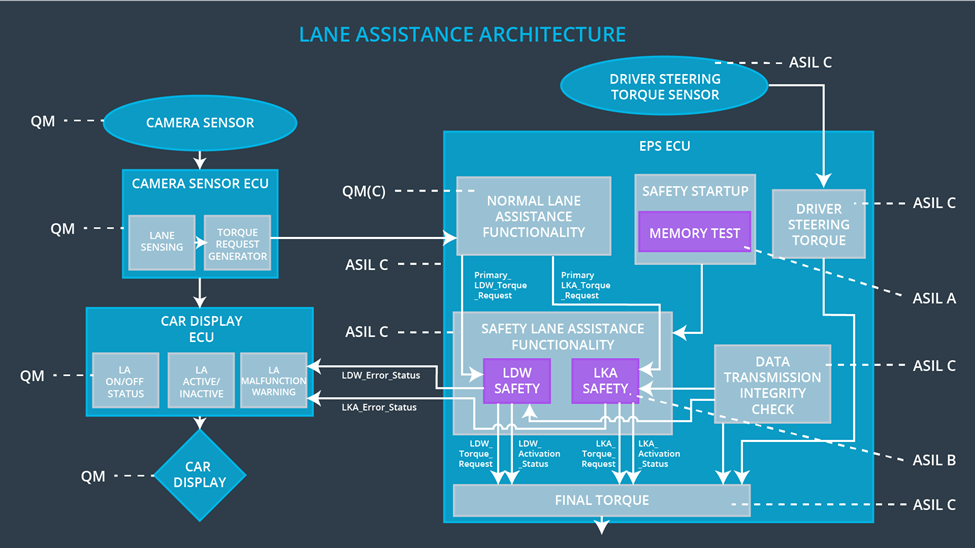 LANE ASSISTANCE ARCHITECTURE
ASIL C
DRIVER STEERING
TORQUE SENSOR
QM
CAMERA SENSOR
EPS ECU
CAMERA SENSOR ECU
LANE
SENSING
TORQUE
REQUEST
GENERATOR
QM
QM(C)
NORMAL LANE
ASSISTANCE
FUNCTIONALITY
SAFETY STARTUP
MEMORY TEST
DRIVER
STEERING
TORQUE
ASIL C
ASIL C
Primary_
LDW_Torque
_Request
Primary
LKA_Torque
_Request
ASIL A
CAR DISPLAY
ECU
LA
ON/OFF
STATUS
LA
ACTIVE/
INACTIVE
LA
MALFUNCTION
WARNING
QM
ASIL C
SAFETY LANE ASSISTANCE
FUNCTIONALITY
LDW
SAFETY
LKA
SAFETY
DATA
TRANSMISSION
INTEGRITY
CHECK
ASIL C
LDW_Error_Status
LKA_Error_Status
LDW_
Torque_
Request
LDW_
Activation
_Status
LKA_
Torque_
Request
LKA_
Activation
_Status
ASIL B
QM
CAR
DISPLAY
FINAL TORQUE
ASIL C